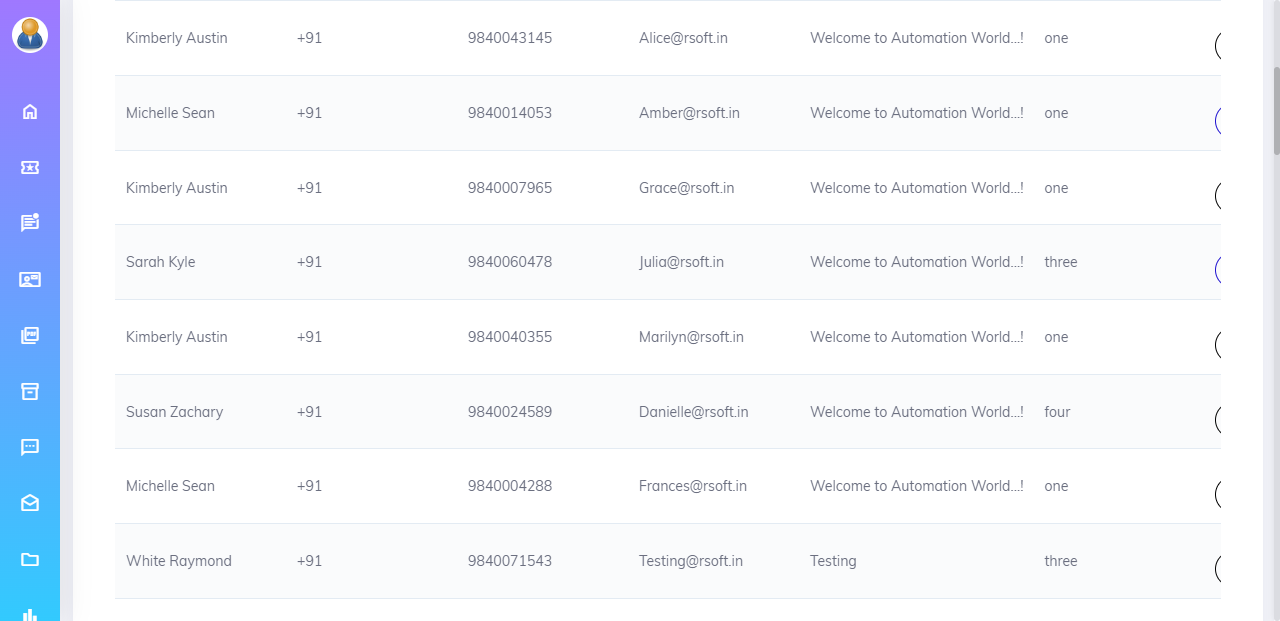 Kimberly Austin +91 9840043145 Alice@rsoft.in Welcome to Automation World...! one
Michelle Sean +91 9840014053 Amber@rsoft.in Welcome to Automation World...! one
Kimberly Austin +91 9840007965 Grace@rsoft.in Welcome to Automation World...! one
Sarah Kyle +91 9840060478 Julia@rsoft.in Welcome to Automation World...! three
Kimberly Austin +91 9840040355 Marilyn@rsoft.in Welcome to Automation World...! one
Susan Zachary +91 9840024589 Danielle@rsoft.in Welcome to Automation World...! four
Michelle Sean +91 9840004288 Frances@rsoft.in Welcome to Automation World...! one
White Raymond +91 9840071543 Testing@rsoft.in Testing three